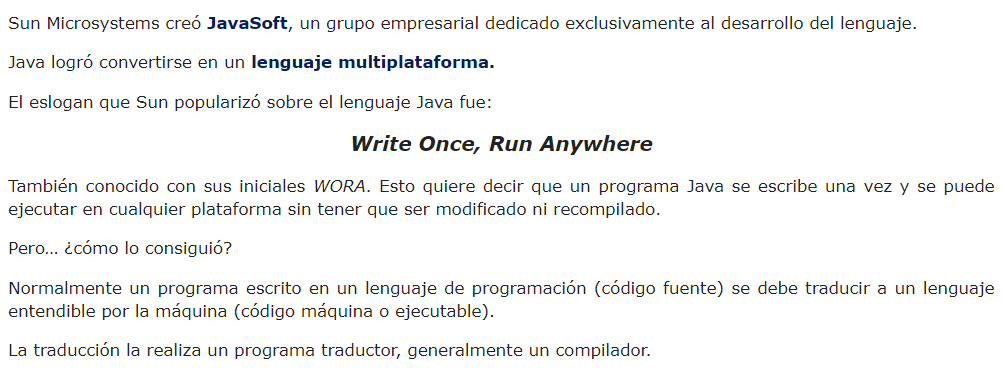 Sun Microsystems creó JavaSoft, un grupo empresarial dedicado exclusivamente al desarrollo del lenguaje.
Java logró convertirse en un lenguaje multiplataforma.
El eslogan que Sun popularizó sobre el lenguaje Java fue:
Write Once, Run Anywhere
También conocido con sus iniciales WORA. Esto quiere decir que un programa Java se escribe una vez y se puede
ejecutar en cualquier plataforma sin tener que ser modificado ni recompilado.
Pero... ¿cómo lo consiguió?
Normalmente un programa escrito en un lenguaje de programación (código fuente) se debe traducir a un lenguaje
entendible por la máquina (código máquina o ejecutable).
La traducción la realiza un programa traductor, generalmente un compilador.